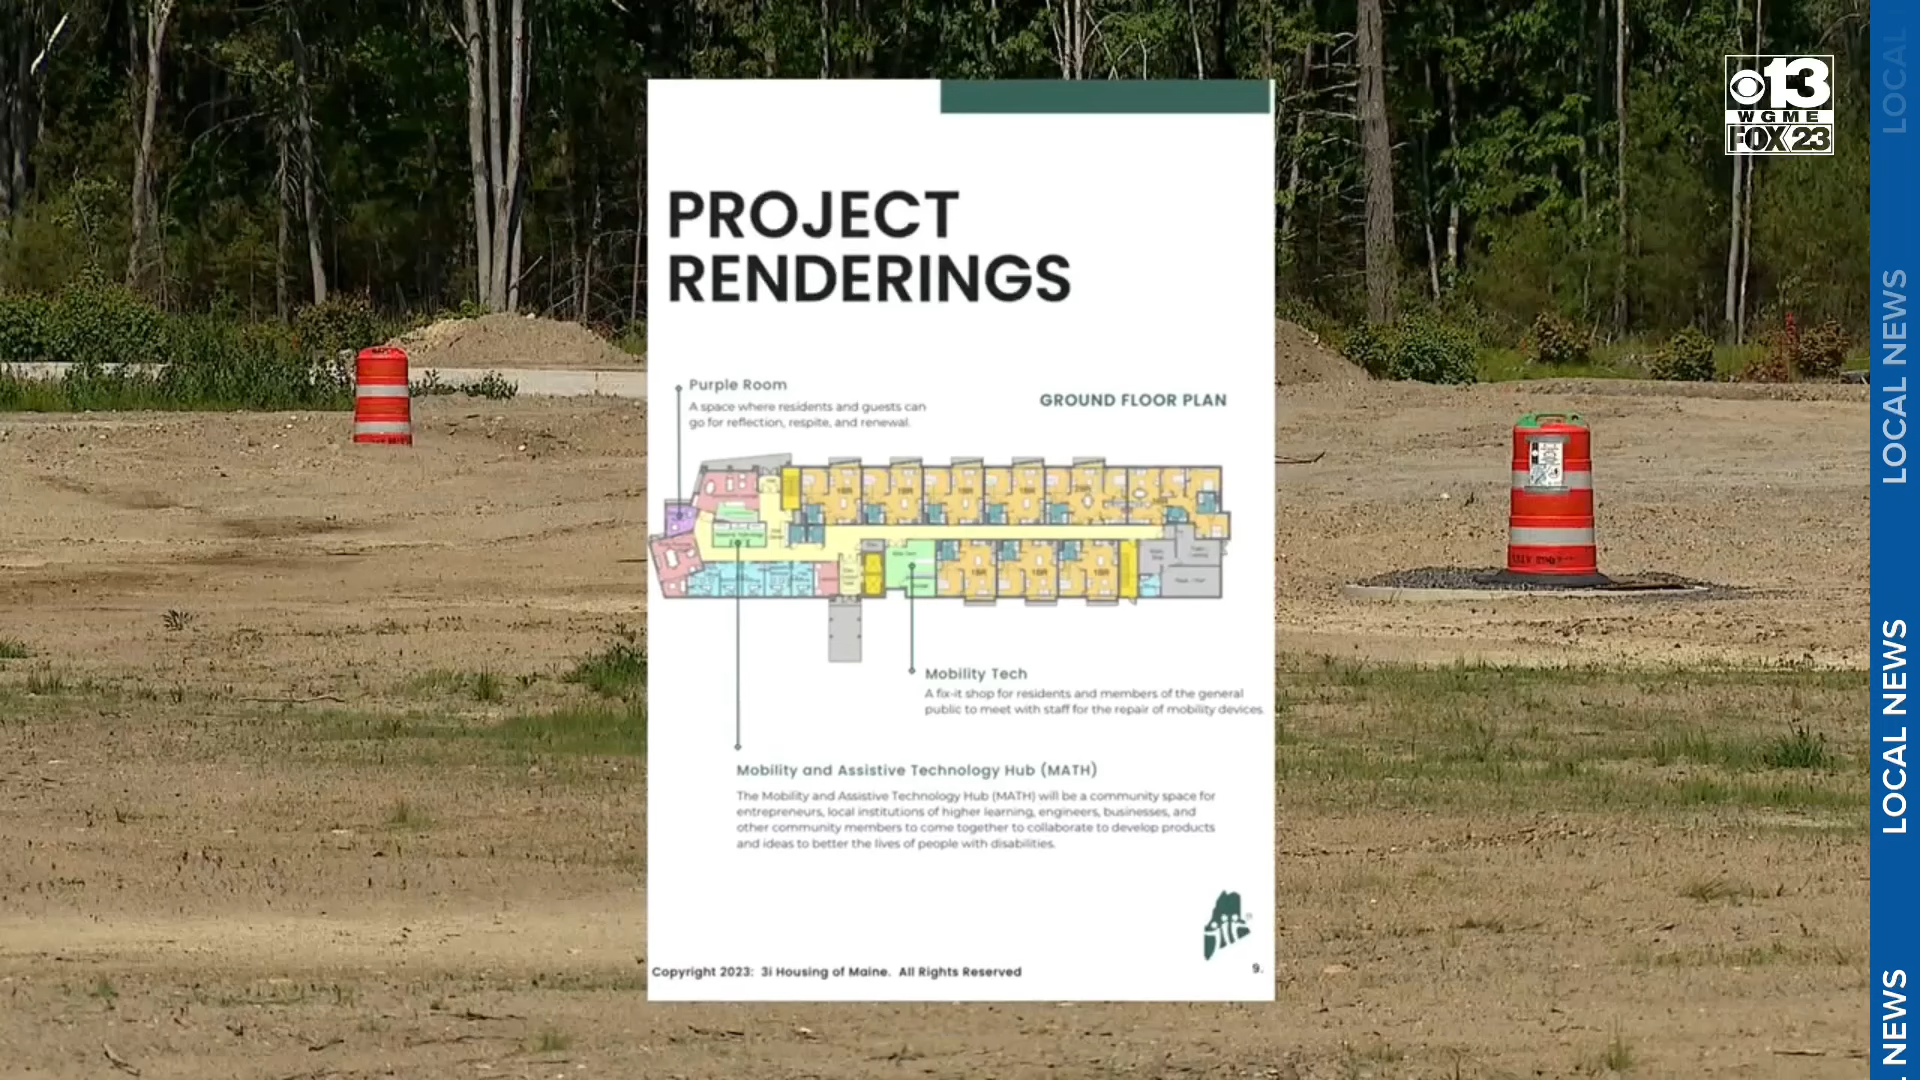 13
WGME
FOX23
LOCAL
LOCAL NEWS
LOCAL NEWS
NEWS
PROJECT
RENDERINGS
Purple Room
A space where residents and guests can
go for reflection, respite, and renewal.
GROUND FLOOR PLAN
Mobility Tech
A fix-it shop for residents and members of the general
public to meet with staff for the repair of mobility devices.
Mobility and Assistive Technology Hub (MATH)
The Mobility and Assistive Technology Hub (MATH) will be a community space for
entrepreneurs, local institutions of higher learning, engineers, businesses, and
other community members to come together to collaborate to develop products
and ideas to better the lives of people with disabilities.
Copyright 2023: 3i Housing of Maine. All Rights Reserved
9.